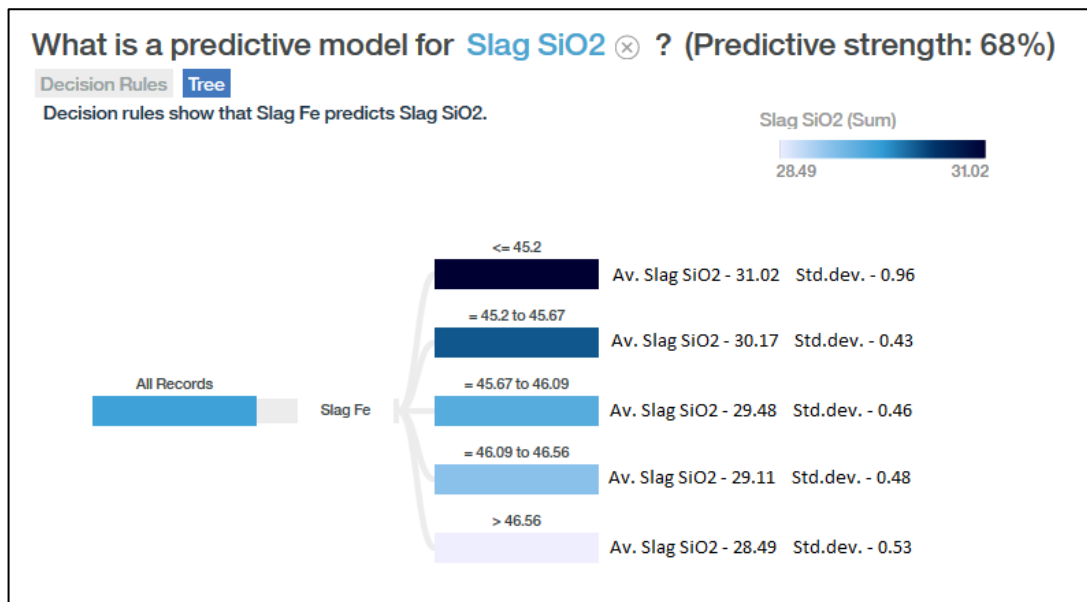 What is a predictive model for Slag SiO2 ⊗ ? (Predictive strength: 68%)
Decision Rules Tree
Decision rules show that Slag Fe predicts Slag SiO2.
Slag SiO2 (Sum)
28.49 31.02
<= 45.2
Av. Slag SiO2 - 31.02 Std.dev. - 0.96
= 45.2 to 45.67
Av. Slag SiO2 - 30.17 Std.dev. - 0.43
All Records
Slag Fe
= 45.67 to 46.09
Av. Slag SiO2 - 29.48 Std.dev. - 0.46
= 46.09 to 46.56
Av. Slag SiO2 - 29.11 Std.dev. - 0.48
> 46.56
Av. Slag SiO2 - 28.49 Std.dev. - 0.53